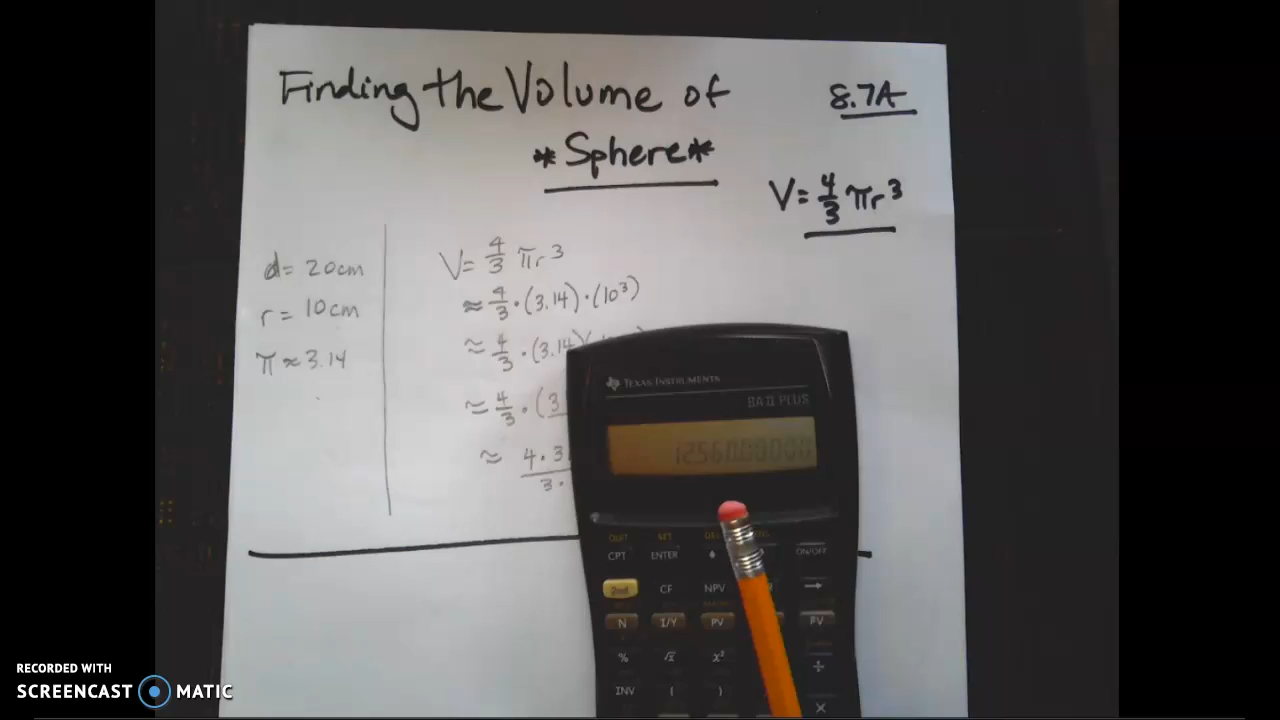 Finding the Volume of
*Sphere*
8.7A
V = 4/3 πr³
d = 20cm
r = 10cm
π ≈ 3.14
V = 4/3 πr³
≈ 4/3 · (3.14) · (10³)
≈ 4/3 · (3.14)
≈ 4/3 · (3
≈ 4 · 3
3 ·
TEXAS INSTRUMENTS
BA II PLUS
QUIT SET
CPT ENTER ON/OFF
2nd CF NPV
N I/Y PV FV
% √x x² ÷
INV ( ) ×
RECORDED WITH
SCREENCAST MATIC